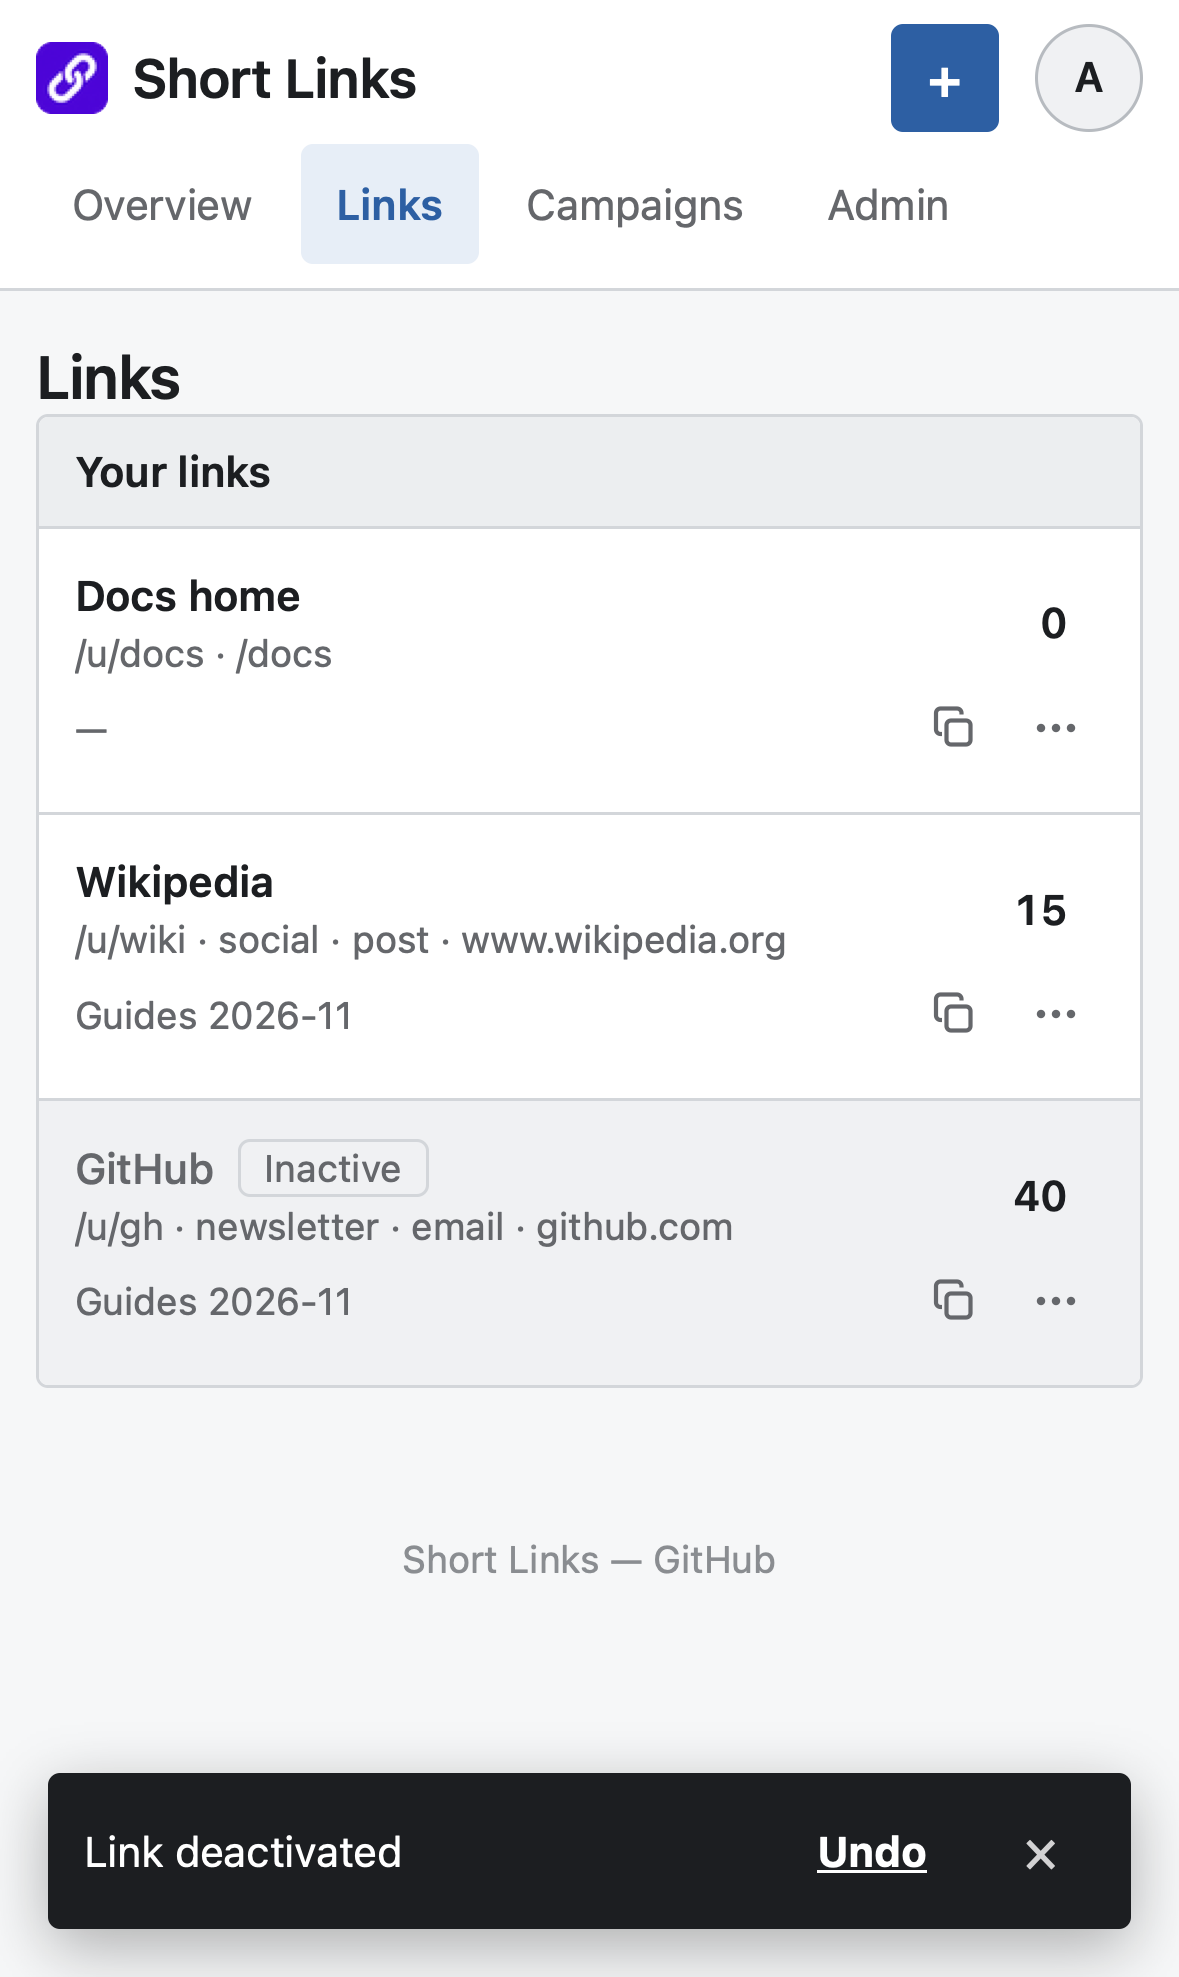 Short Links
+
A
Overview
Links
Campaigns
Admin
Links
Your links
Docs home
0
/u/docs · /docs
—
Wikipedia
15
/u/wiki · social · post · www.wikipedia.org
Guides 2026-11
GitHub
Inactive
40
/u/gh · newsletter · email · github.com
Guides 2026-11
Short Links — GitHub
Link deactivated
Undo